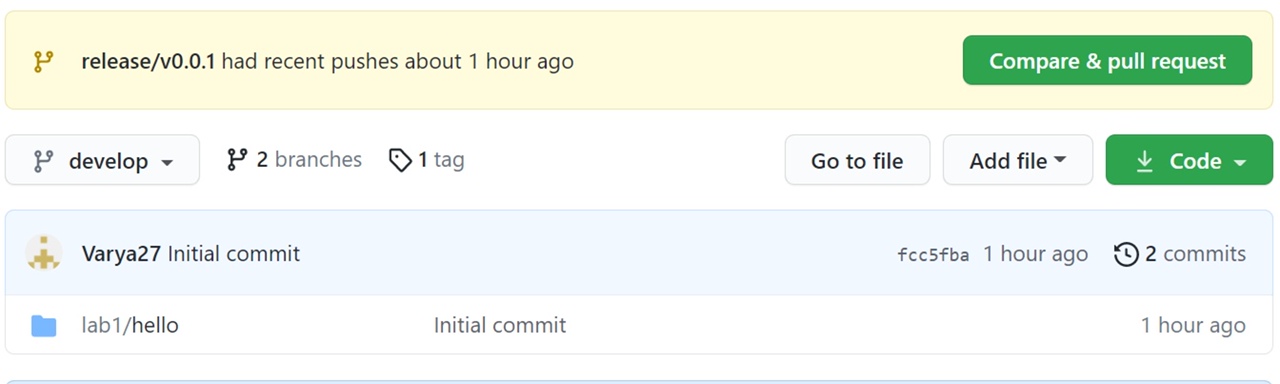 release/v0.0.1 had recent pushes about 1 hour ago
Compare & pull request
develop
2 branches
1 tag
Go to file
Add file
Code
Varya27 Initial commit
fcc5fba 1 hour ago
2 commits
lab1/hello
Initial commit
1 hour ago